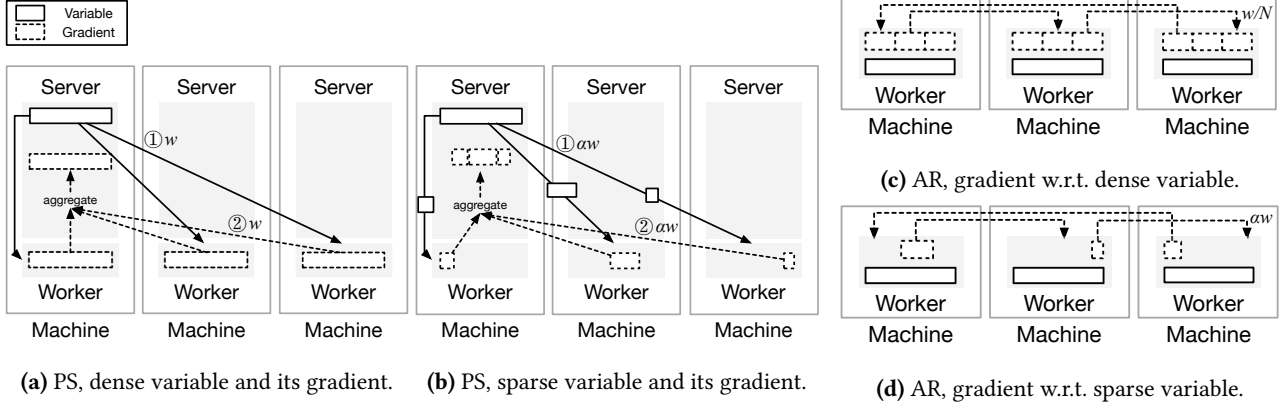 Variable
Gradient
Server Server Server
①w
aggregate
②w
Worker Worker Worker
Machine Machine Machine
(a) PS, dense variable and its gradient.
Server Server Server
①αw
aggregate
②αw
Worker Worker Worker
Machine Machine Machine
(b) PS, sparse variable and its gradient.
w/N
Worker Worker Worker
Machine Machine Machine
(c) AR, gradient w.r.t. dense variable.
αw
Worker Worker Worker
Machine Machine Machine
(d) AR, gradient w.r.t. sparse variable.